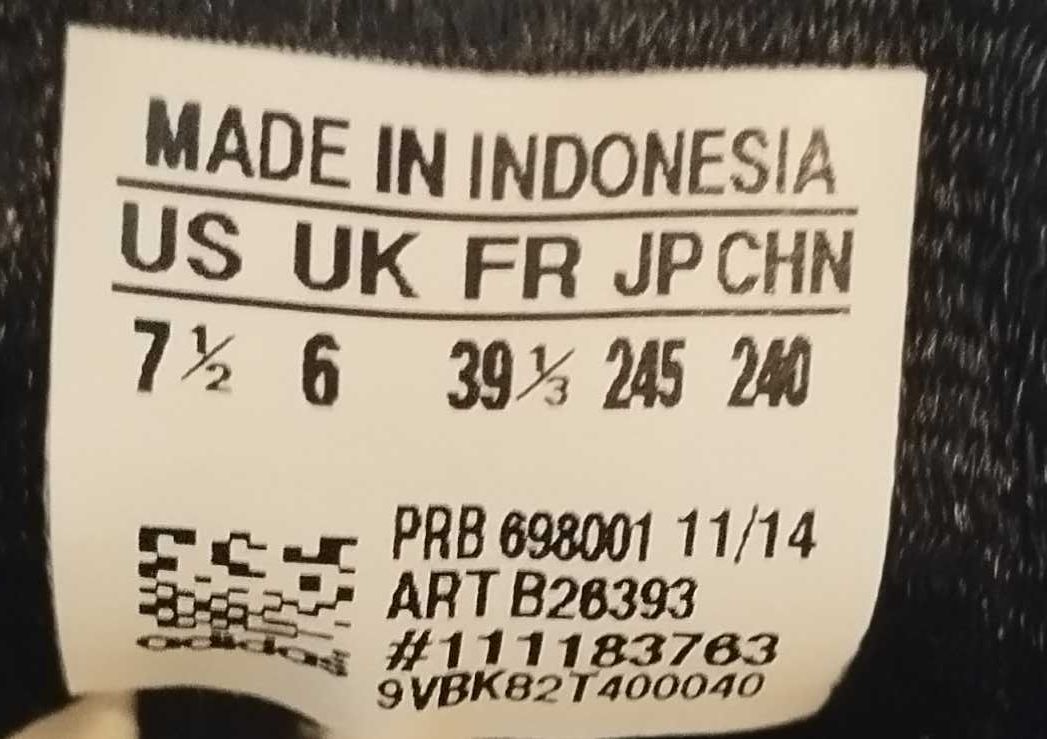 MADE IN INDONESIA
US UK FR JP CHN
7½ 6 39⅓ 245 240
PRB 698001 11/14
ART B26393
#111183763
adidas
9VBK82T400040